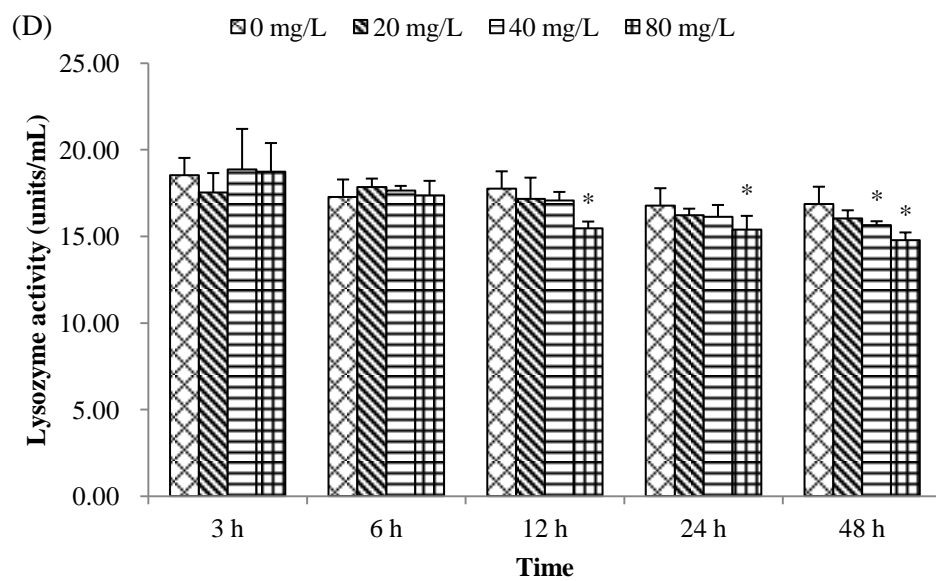 (D)
0 mg/L 20 mg/L 40 mg/L 80 mg/L
Lysozyme activity (units/mL)
25.00
20.00
15.00
10.00
5.00
0.00
*
*
*
*
3 h 6 h 12 h 24 h 48 h
Time